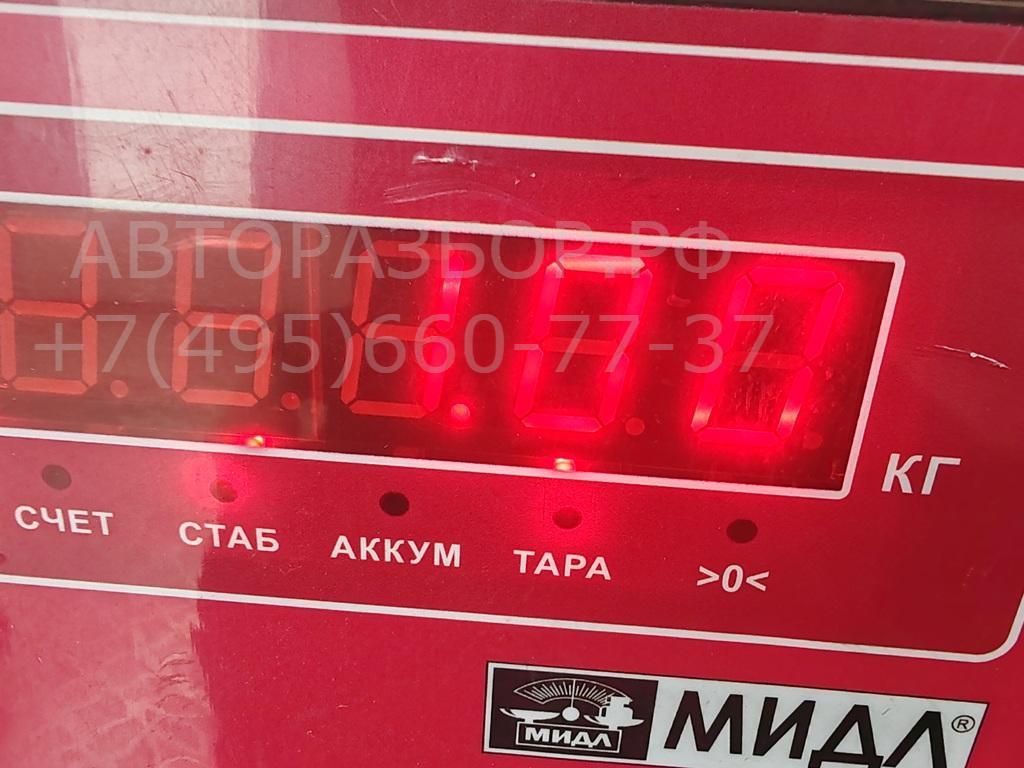 АВТОРАЗБОР.РФ
+7(495)660-77-37
1.00
КГ
СЧЕТ СТАБ АККУМ ТАРА >0<
МИДЛ МИДЛ®